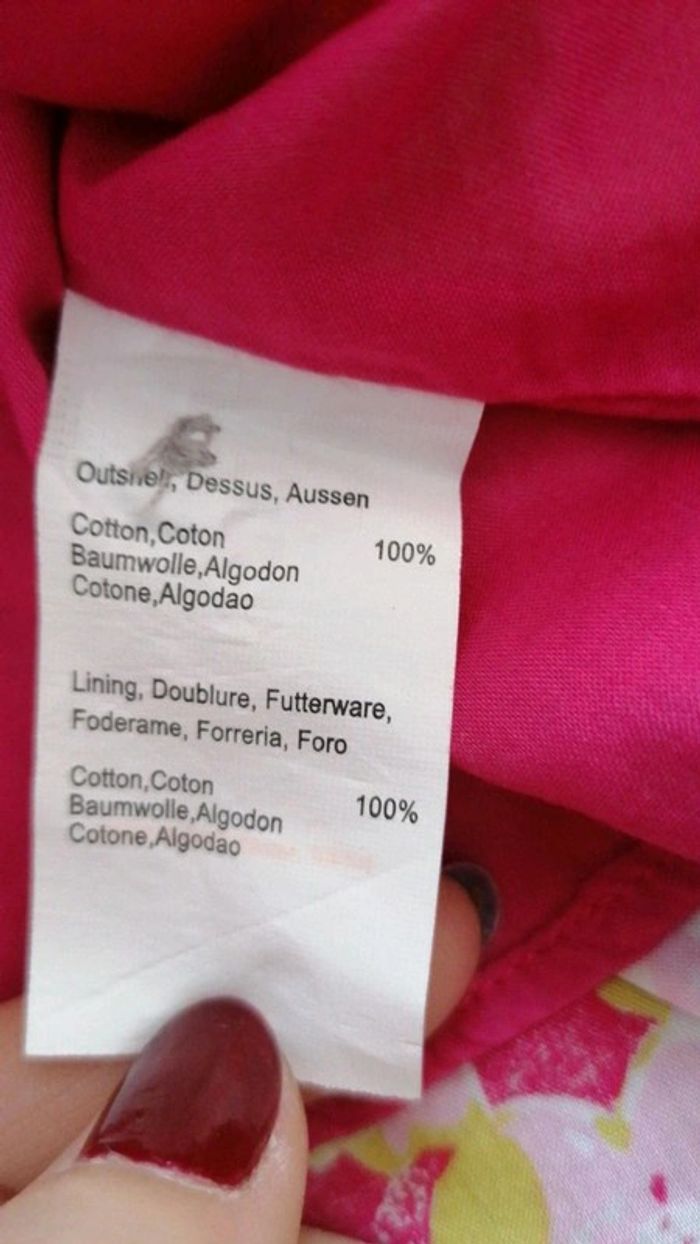 Outshell, Dessus, Aussen
Cotton,Coton 100%
Baumwolle,Algodon
Cotone,Algodao
Lining, Doublure, Futterware,
Foderame, Forreria, Foro
Cotton,Coton 100%
Baumwolle,Algodon
Cotone,Algodao